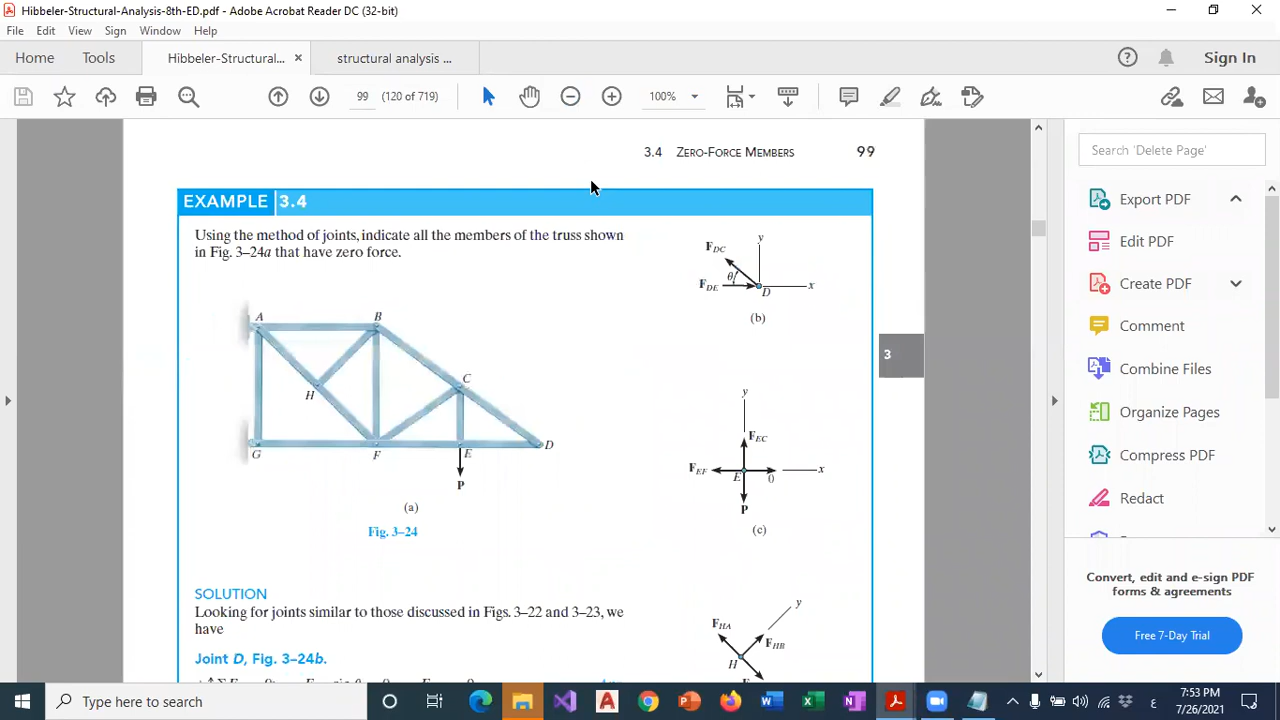 Hibbeler-Structural-Analysis-8th-ED.pdf - Adobe Acrobat Reader DC (32-bit)
File Edit View Sign Window Help
Home Tools Hibbeler-Structural... × structural analysis ... Sign In
99 (120 of 719) 100%
3.4 ZERO-FORCE MEMBERS 99
Search 'Delete Page'
EXAMPLE 3.4
Using the method of joints, indicate all the members of the truss shown
in Fig. 3–24a that have zero force.
A
B
H
C
G
F
E
D
P
(a)
Fig. 3–24
y
F_DC
θ
F_DE
D
x
(b)
y
F_EC
F_EF
E
0
x
P
(c)
3
SOLUTION
Looking for joints similar to those discussed in Figs. 3–22 and 3–23, we
have
Joint D, Fig. 3–24b.
y
F_HA
F_HB
H
Export PDF
Edit PDF
Create PDF
Comment
Combine Files
Organize Pages
Compress PDF
Redact
Convert, edit and e-sign PDF
forms & agreements
Free 7-Day Trial
Type here to search
ع
7:53 PM
7/26/2021